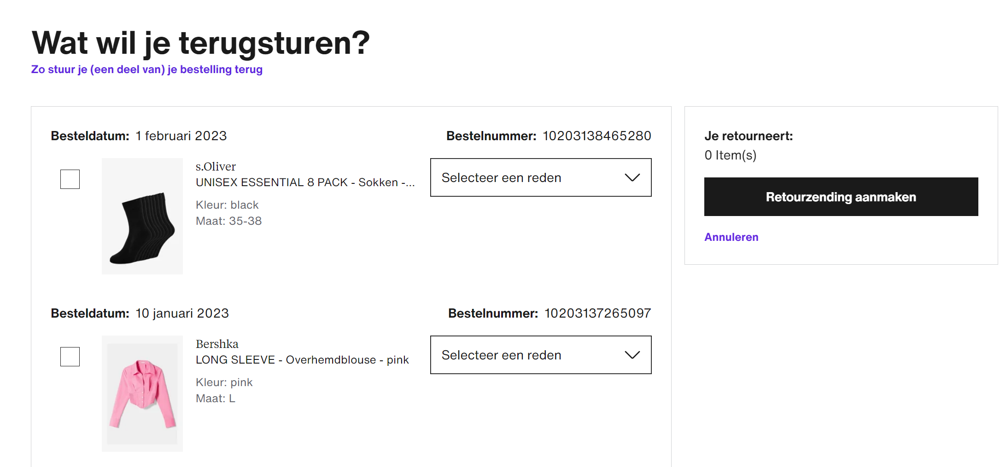 Wat wil je terugsturen?
Zo stuur je (een deel van) je bestelling terug
Besteldatum: 1 februari 2023
Bestelnummer: 10203138465280
s.Oliver
UNISEX ESSENTIAL 8 PACK - Sokken -...
Kleur: black
Maat: 35-38
Selecteer een reden
Besteldatum: 10 januari 2023
Bestelnummer: 10203137265097
Bershka
LONG SLEEVE - Overhemdblouse - pink
Kleur: pink
Maat: L
Selecteer een reden
Je retourneert:
0 Item(s)
Retourzending aanmaken
Annuleren